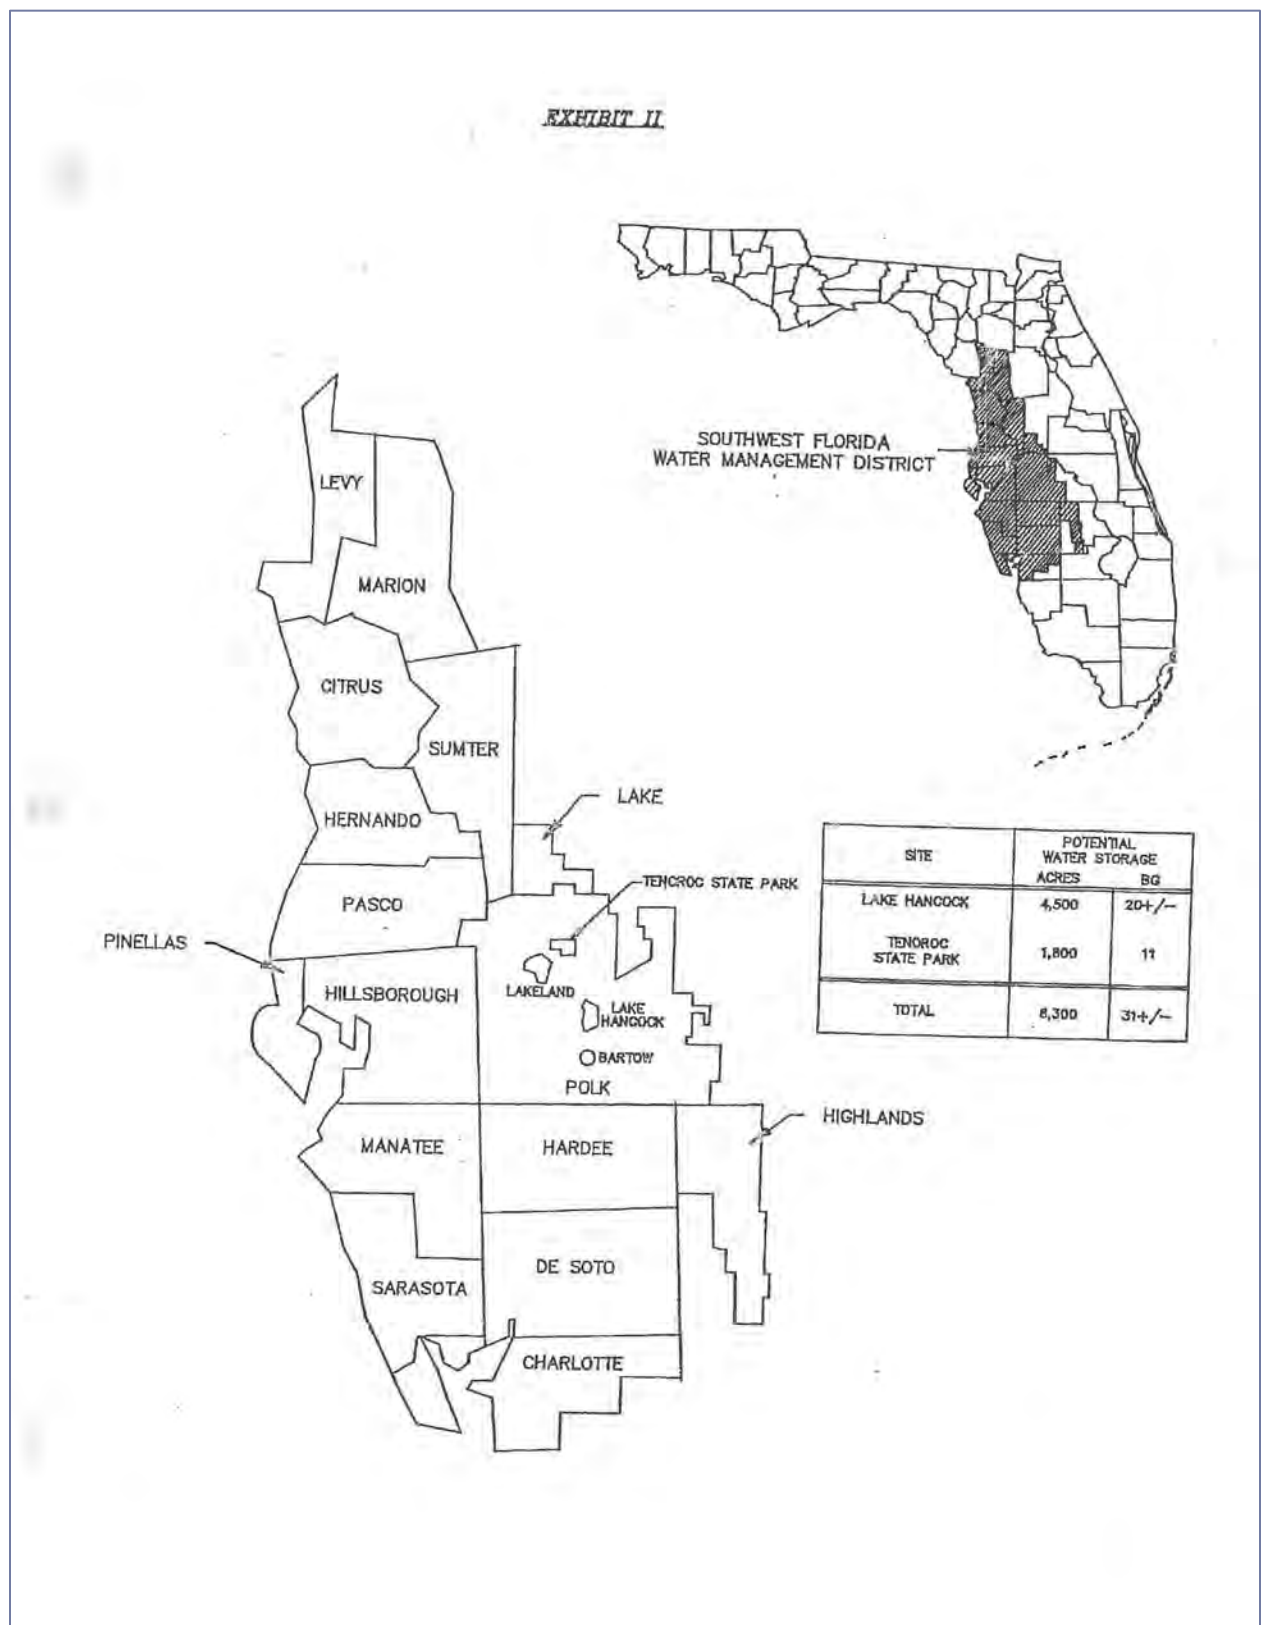 EXHIBIT II
SOUTHWEST FLORIDA
WATER MANAGEMENT DISTRICT
LEVY
MARION
CITRUS
SUMTER
LAKE
HERNANDO
TENCROC STATE PARK
PASCO
PINELLAS
HILLSBOROUGH
LAKELAND
LAKE
HANCOCK
BARTOW
POLK
HIGHLANDS
MANATEE
HARDEE
DE SOTO
SARASOTA
CHARLOTTE
SITE
POTENTIAL
WATER STORAGE
ACRES BG
LAKE HANCOCK 4,500 20+/-
TENOROC
STATE PARK 1,800 11
TOTAL 6,300 31+/-